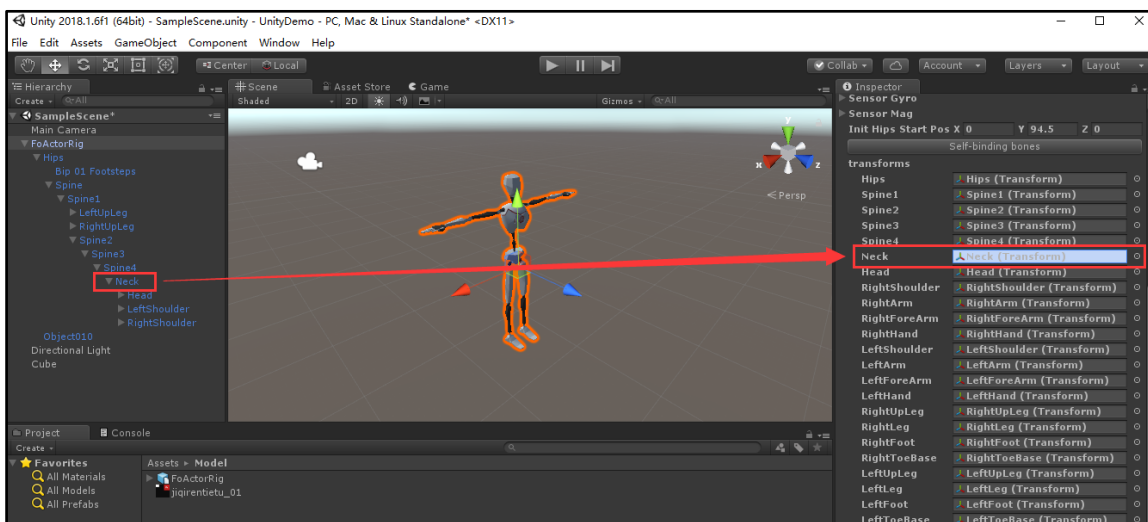 Unity 2018.1.6f1 (64bit) - SampleScene.unity - UnityDemo - PC, Mac & Linux Standalone* <DX11>
File Edit Assets GameObject Component Window Help
Center Local Collab Account Layers Layout
Hierarchy
Create All
SampleScene*
Main Camera
FoActorRig
Hips
Bip 01 Footsteps
Spine
Spine1
LeftUpLeg
RightUpLeg
Spine2
Spine3
Spine4
Neck
Head
LeftShoulder
RightShoulder
Object010
Directional Light
Cube
Scene Asset Store Game
Shaded 2D Gizmos All
y
x z
Persp
Inspector
Sensor Gyro
Sensor Mag
Init Hips Start Pos X 0 Y 94.5 Z 0
Self-binding bones
transforms
Hips Hips (Transform)
Spine1 Spine1 (Transform)
Spine2 Spine2 (Transform)
Spine3 Spine3 (Transform)
Spine4 Spine4 (Transform)
Neck Neck (Transform)
Head Head (Transform)
RightShoulder RightShoulder (Transform)
RightArm RightArm (Transform)
RightForeArm RightForeArm (Transform)
RightHand RightHand (Transform)
LeftShoulder LeftShoulder (Transform)
LeftArm LeftArm (Transform)
LeftForeArm LeftForeArm (Transform)
LeftHand LeftHand (Transform)
RightUpLeg RightUpLeg (Transform)
RightLeg RightLeg (Transform)
RightFoot RightFoot (Transform)
RightToeBase RightToeBase (Transform)
LeftUpLeg LeftUpLeg (Transform)
LeftLeg LeftLeg (Transform)
LeftFoot LeftFoot (Transform)
LeftToeBase LeftToeBase (Transform)
Project Console
Create
Favorites
All Materials
All Models
All Prefabs
Assets Model
FoActorRig
jiqirentietu_01